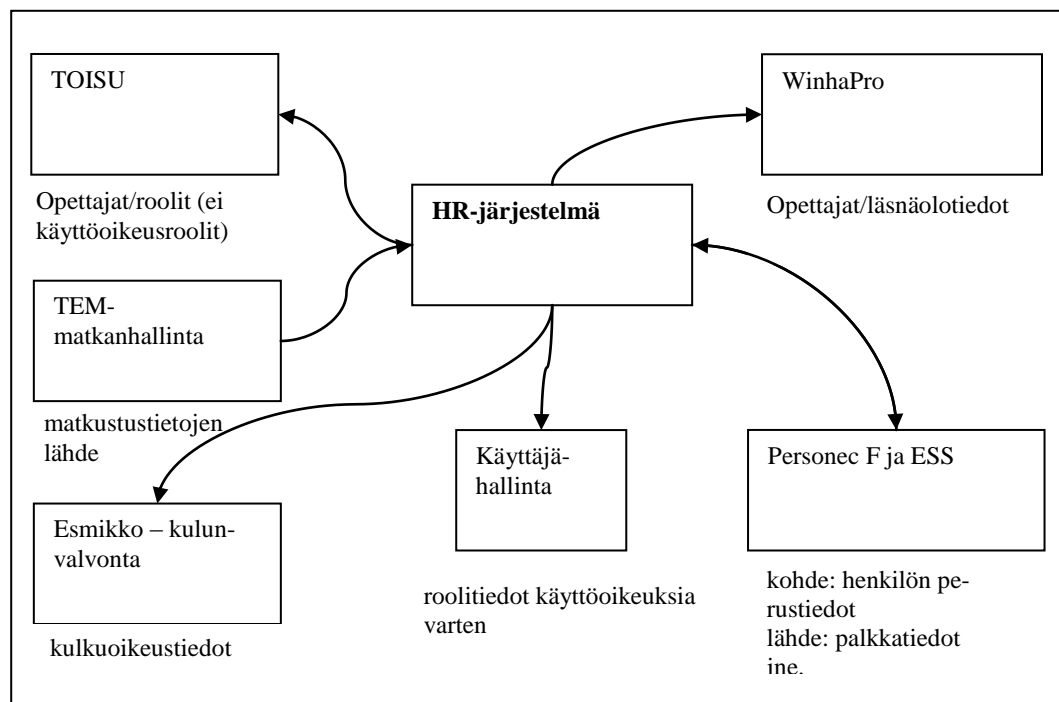 TOISU
Opettajat/roolit (ei
käyttöoikeusroolit)
WinhaPro
Opettajat/läsnäolotiedot
HR-järjestelmä
TEM-
matkanhallinta
matkustustietojen
lähde
Esmikko – kulun-
valvonta
kulkuoikeustiedot
Käyttäjä-
hallinta
roolitiedot käyttöoikeuksia
varten
Personec F ja ESS
kohde: henkilön pe-
rustiedot
lähde: palkkatiedot
jne.